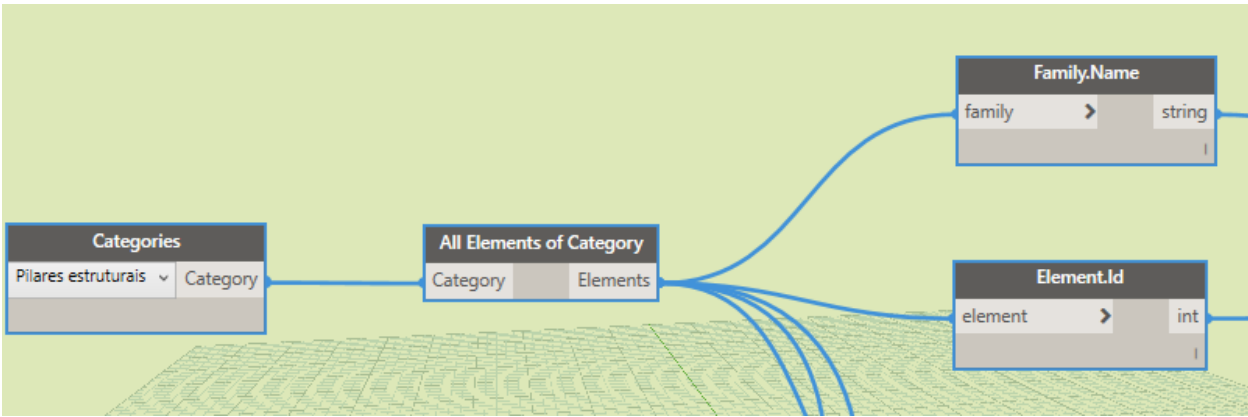 Family.Name
family > string
l
Categories
Pilares estruturais Category
All Elements of Category
Category Elements
Element.Id
element > int
l